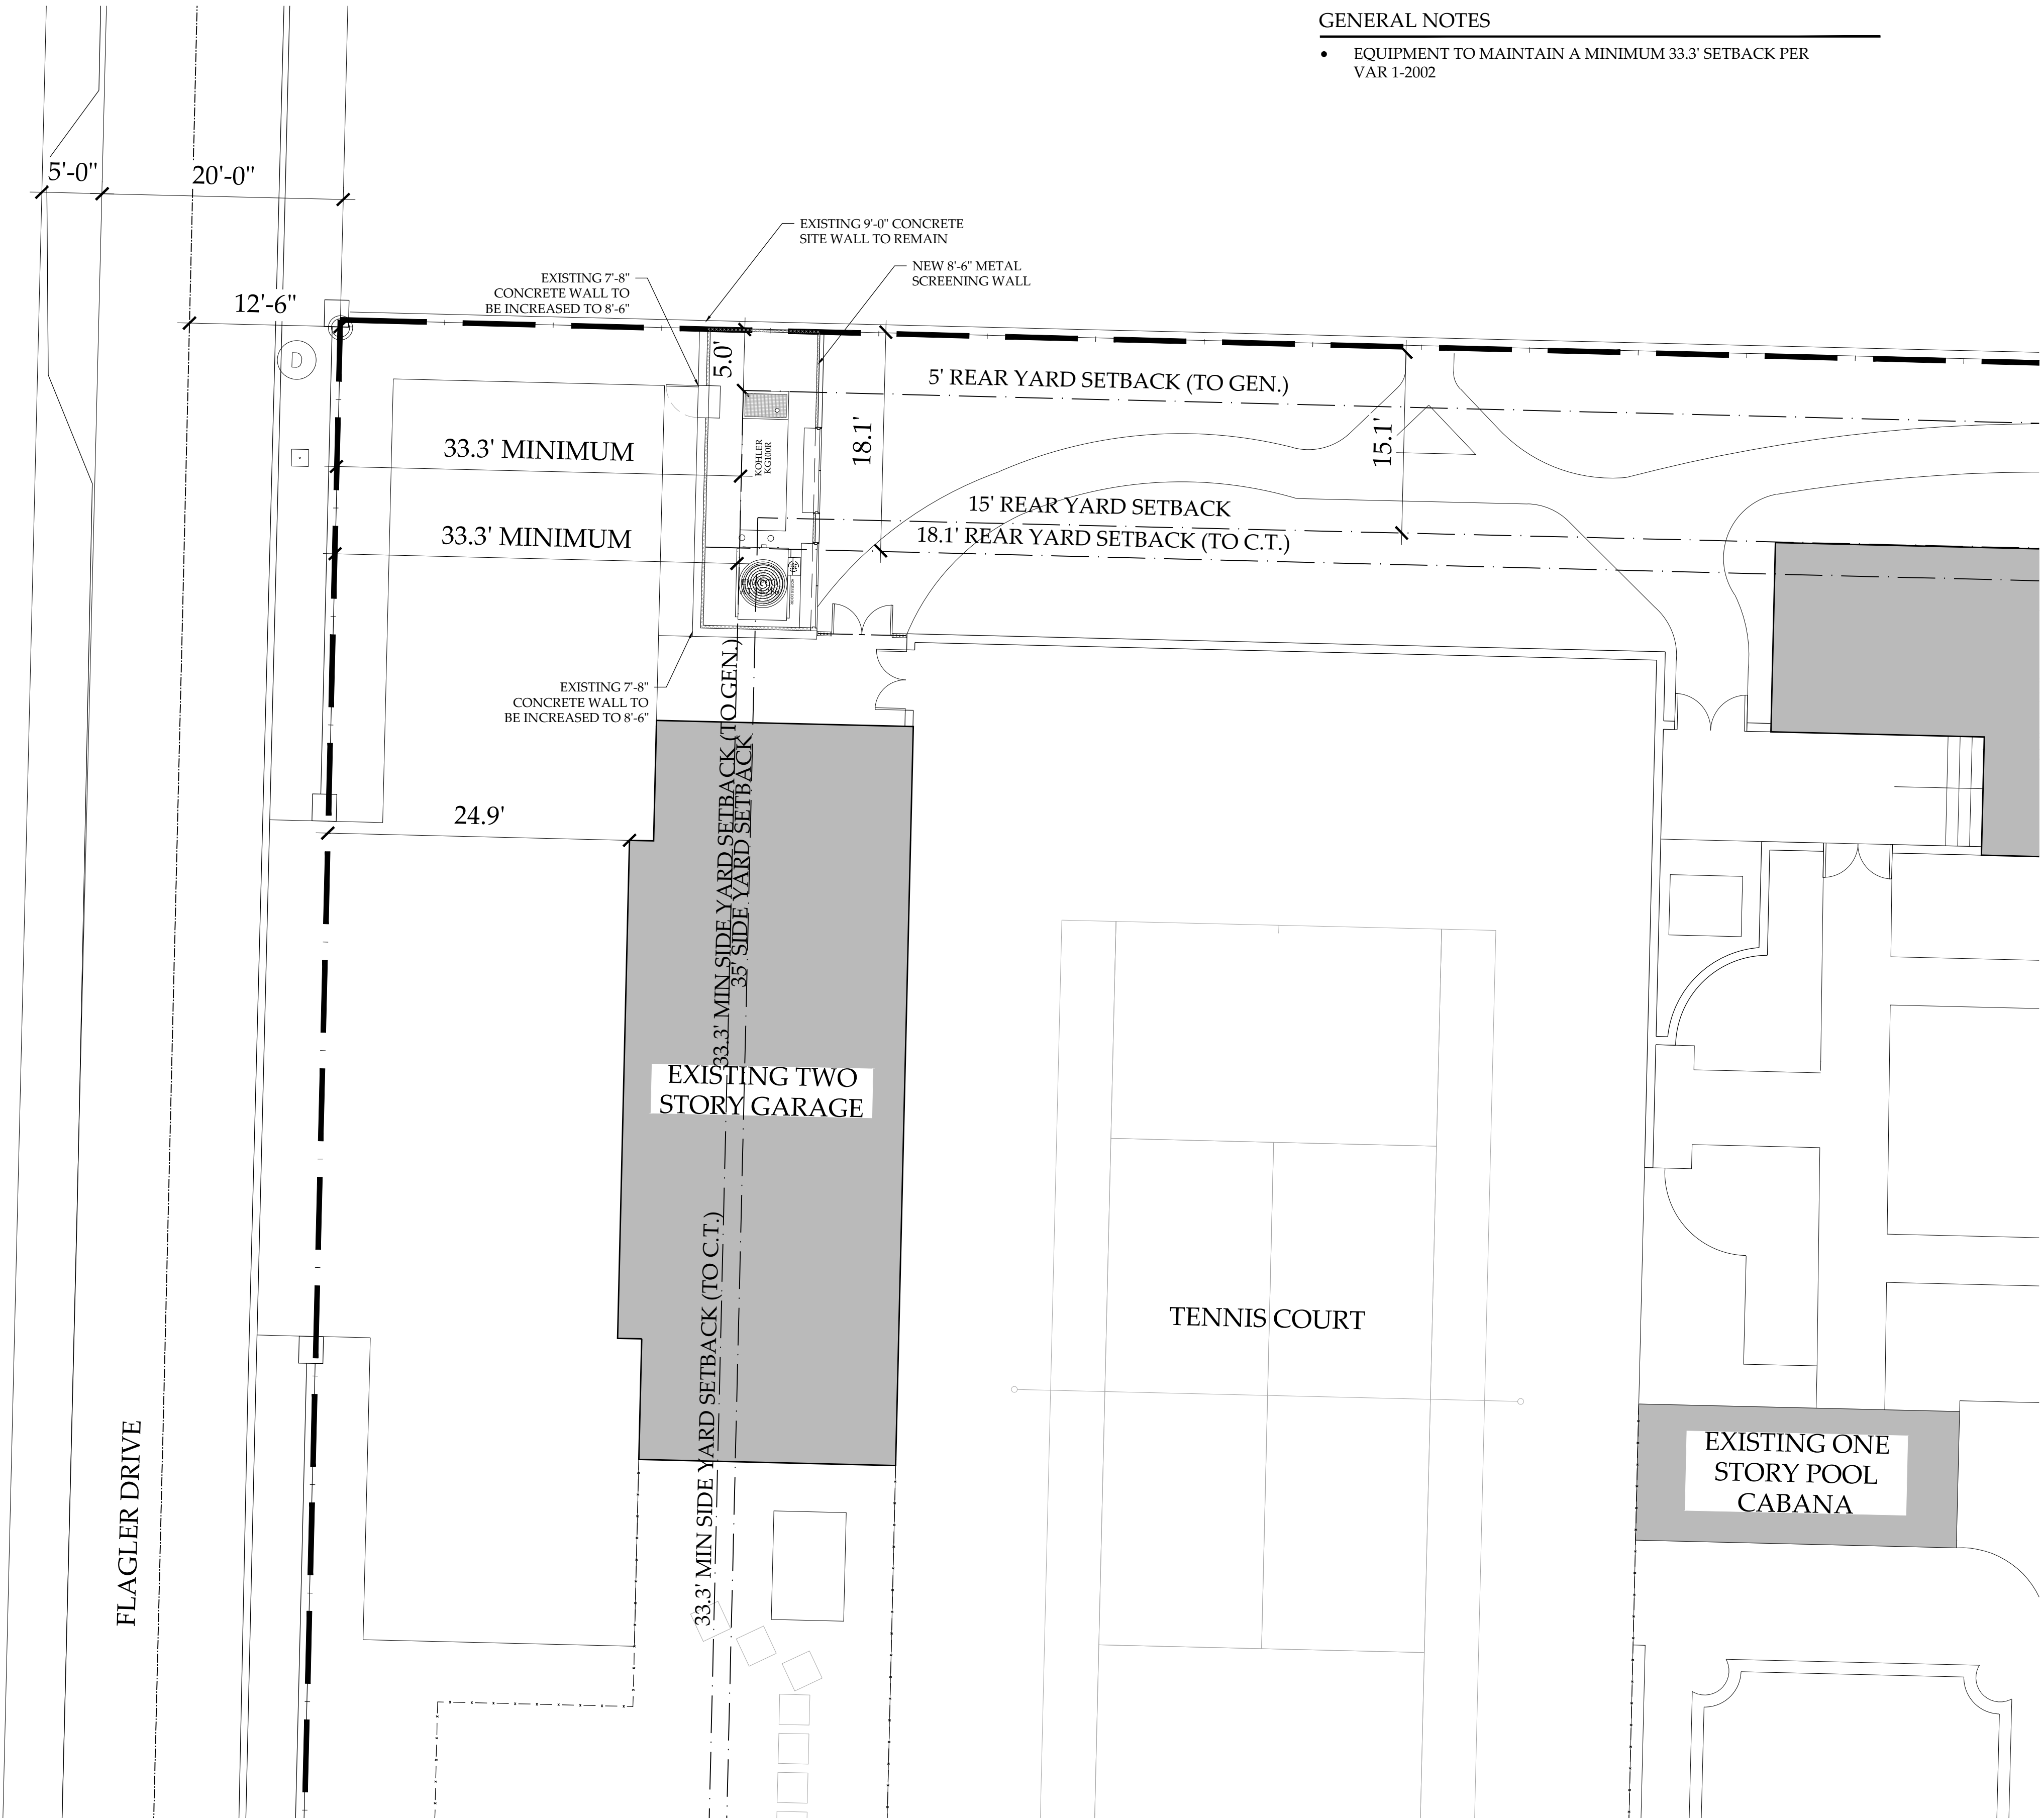 GENERAL NOTES
• EQUIPMENT TO MAINTAIN A MINIMUM 33.3' SETBACK PER
VAR 1-2002
5'-0"
20'-0"
EXISTING 9'-0" CONCRETE
SITE WALL TO REMAIN
NEW 8'-6" METAL
SCREENING WALL
EXISTING 7'-8"
CONCRETE WALL TO
BE INCREASED TO 8'-6"
12'-6"
D
5.0'
5' REAR YARD SETBACK (TO GEN.)
18.1'
15.1'
33.3' MINIMUM
KOHLER
KG100R
15' REAR YARD SETBACK
33.3' MINIMUM
18.1' REAR YARD SETBACK (TO C.T.)
EXISTING 7'-8"
CONCRETE WALL TO
BE INCREASED TO 8'-6"
33.3' MIN SIDE YARD SETBACK (TO GEN.)
35' SIDE YARD SETBACK
24.9'
EXISTING TWO
STORY GARAGE
33.3' MIN SIDE YARD SETBACK (TO C.T.)
TENNIS COURT
FLAGLER DRIVE
EXISTING ONE
STORY POOL
CABANA